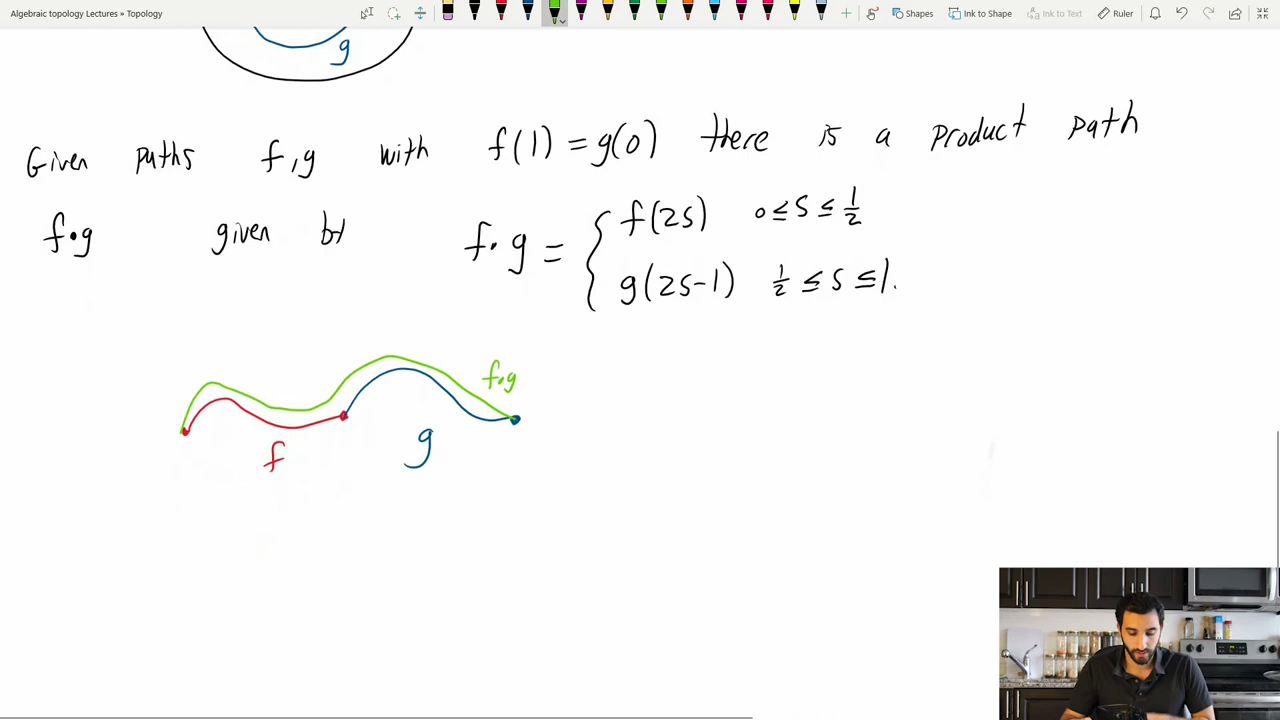 lebnic topology lectures ▾ Topology
Shapes Ink to Shape Ink to Text Ruler
g
Given paths f,g with f(1) = g(0) there is a product path
f•g given by f•g = { f(2s) 0 ≤ s ≤ 1/2
g(2s-1) 1/2 ≤ s ≤ 1.
f•g
f g